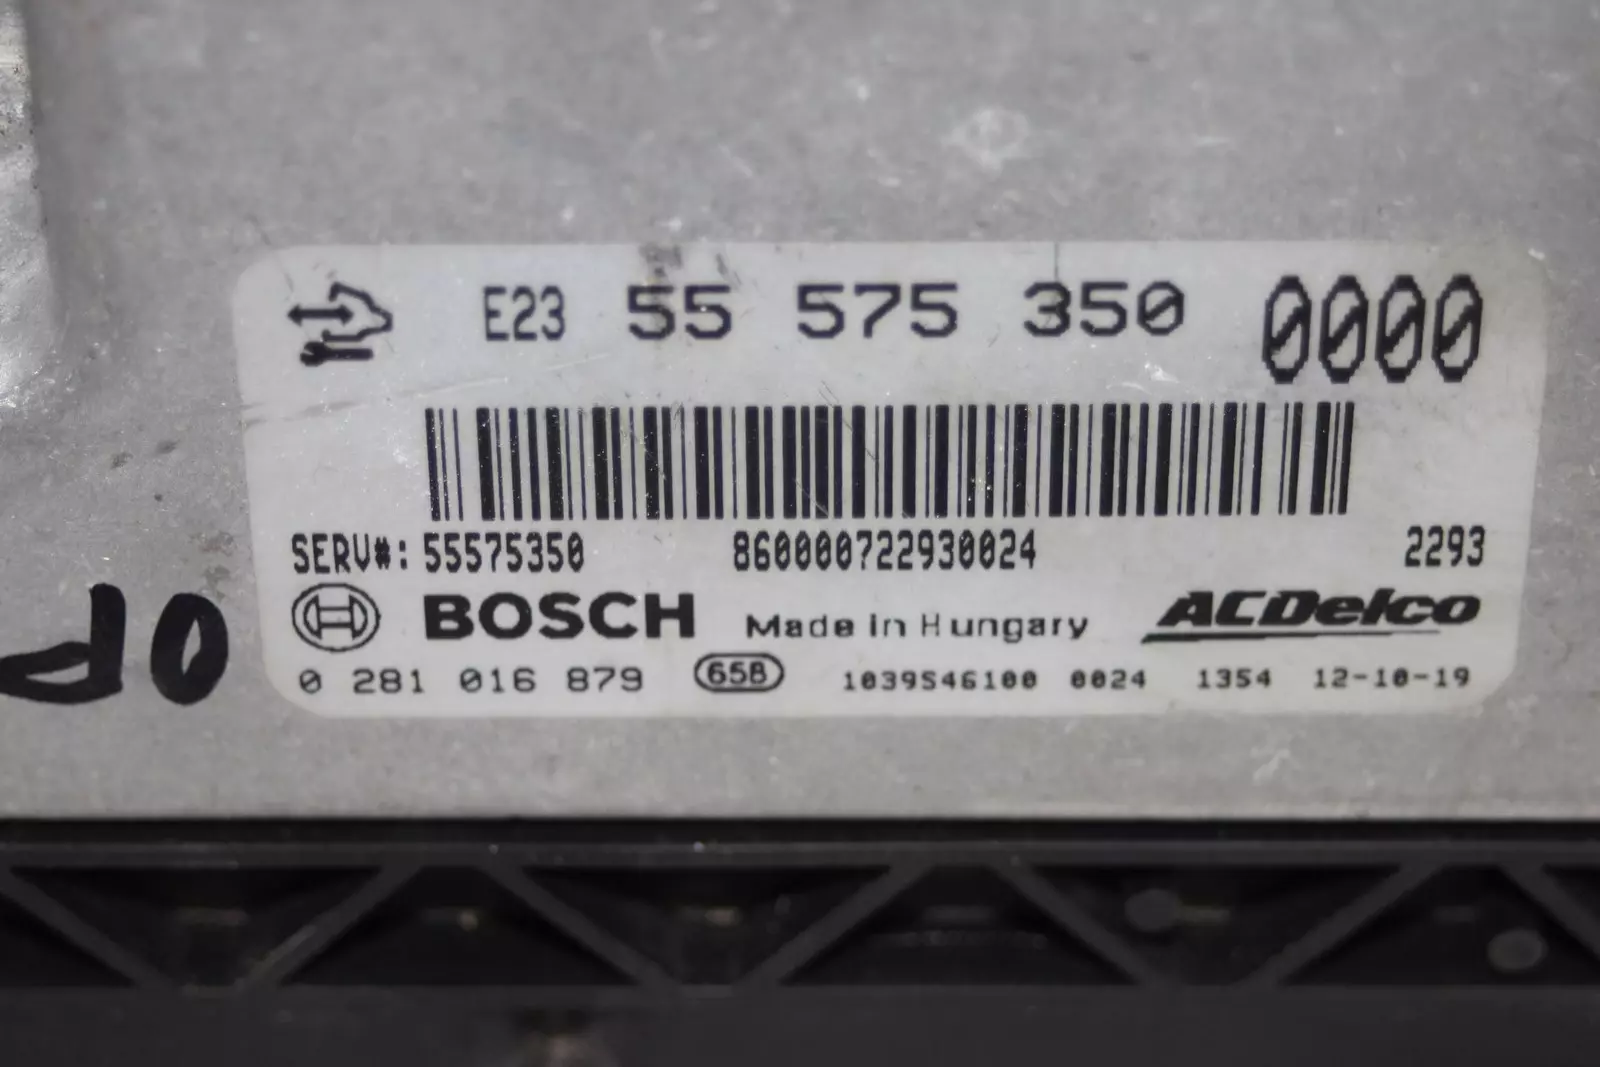 E23 55 575 350 0000
SERV#: 55575350 860000722930024 2293
BOSCH Made in Hungary ACDelco
0 281 016 879 65B 1039S46100 0024 1354 12-10-19
OP